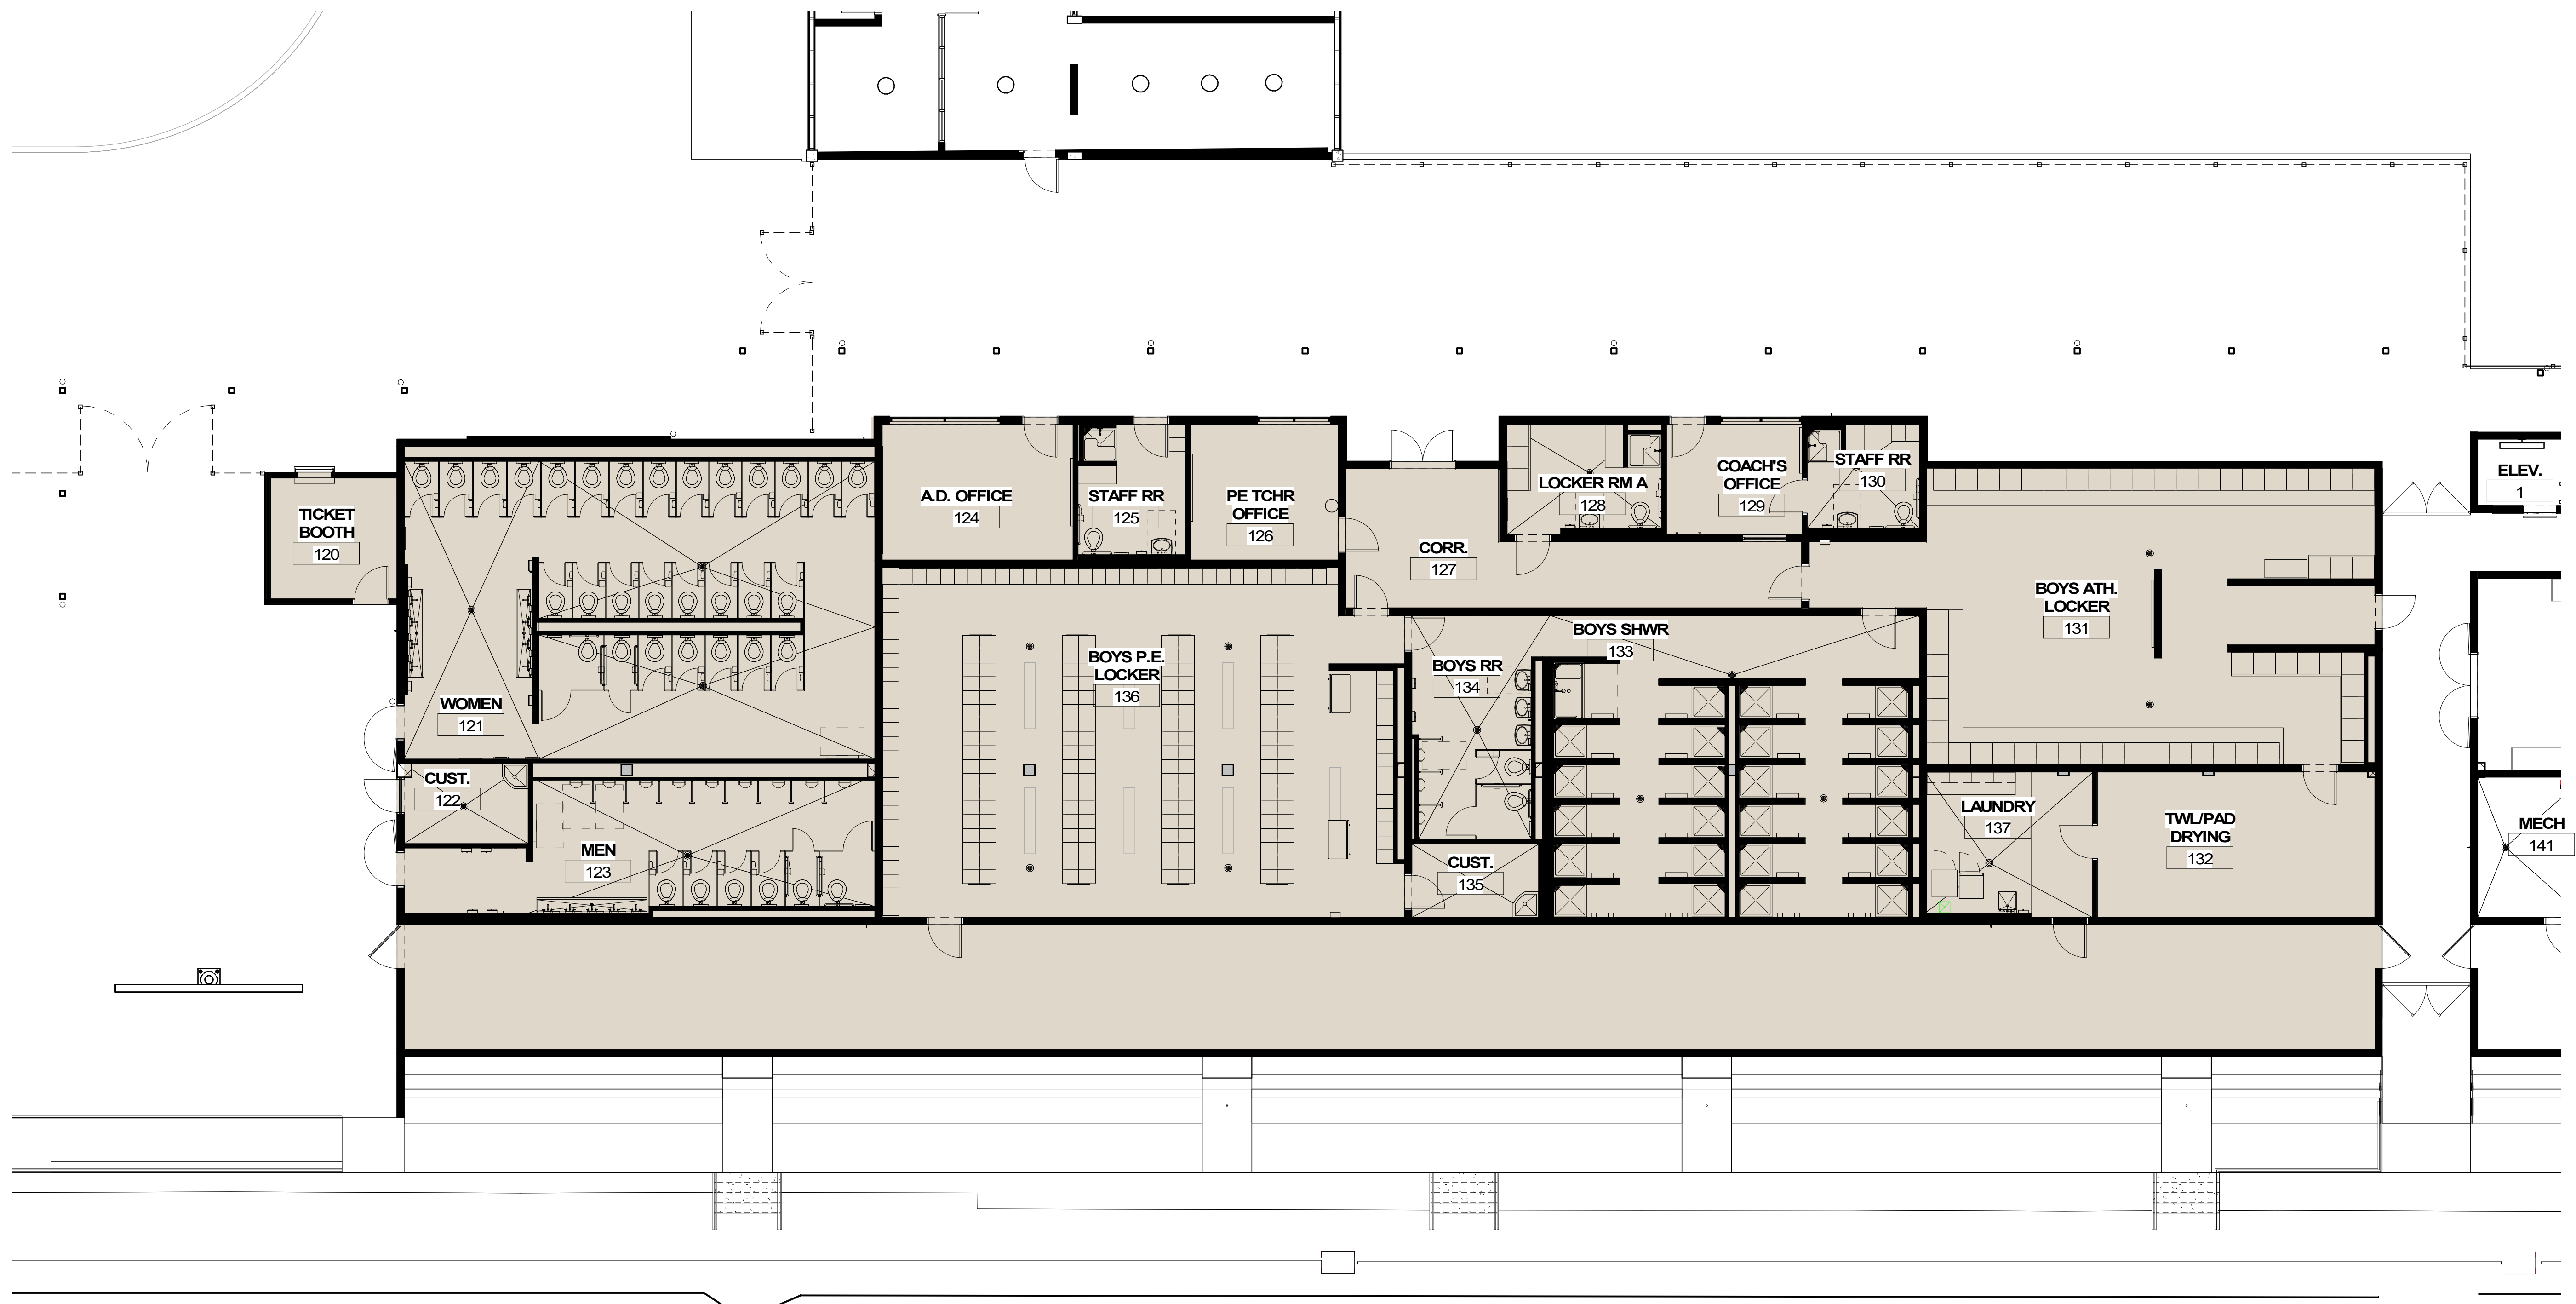 TICKET
BOOTH
120
WOMEN
121
CUST.
122
MEN
123
A.D. OFFICE
124
STAFF RR
125
PE TCHR
OFFICE
126
CORR.
127
LOCKER RM A
128
COACH'S
OFFICE
129
STAFF RR
130
BOYS ATH.
LOCKER
131
TWL/PAD
DRYING
132
BOYS SHWR
133
BOYS RR
134
CUST.
135
BOYS P.E.
LOCKER
136
LAUNDRY
137
ELEV.
1
MECH
141